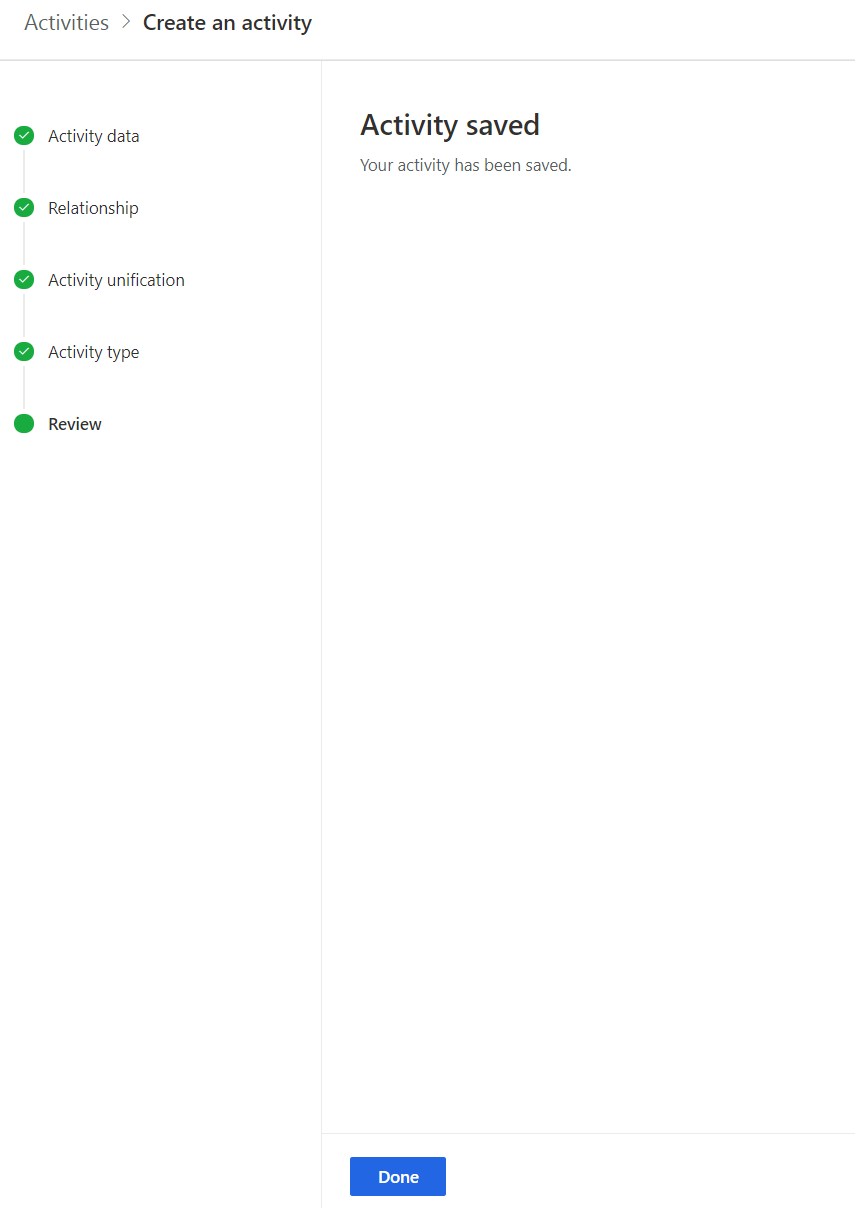 Activities > Create an activity
Activity data
Relationship
Activity unification
Activity type
Review
Activity saved
Your activity has been saved.
Done